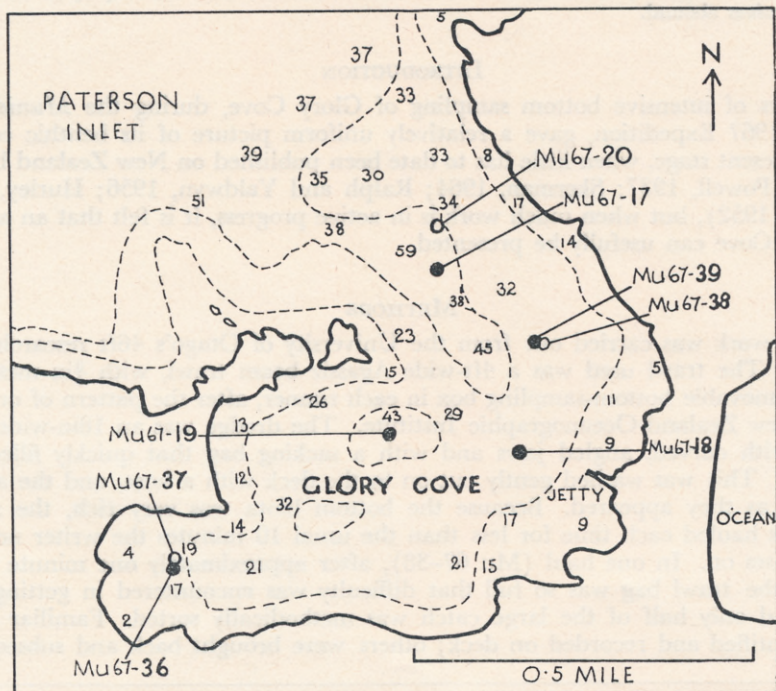 5
37
N
37
33
PATERSON
INLET
39
33
8
Mu67-20
35
30
51
34
17
Mu67-17
38
14
59
Mu67-39
38
32
Mu67-38
23
45
15
5
26
11
Mu67-19
13
43
29
9
Mu67-18
12
GLORY COVE
Mu67-37
32
JETTY
OCEAN
14
17
9
19
4
21
21
15
17
Mu67-36
0·5 MILE